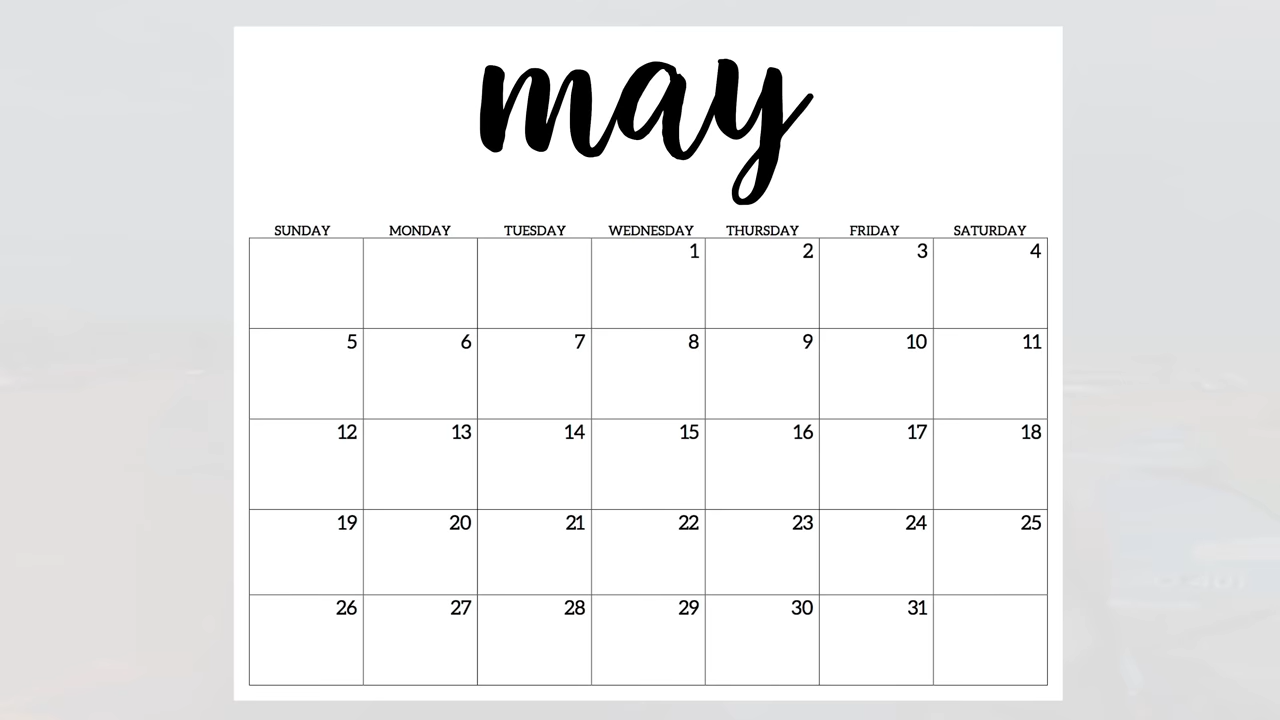 may
SUNDAY MONDAY TUESDAY WEDNESDAY THURSDAY FRIDAY SATURDAY
1 2 3 4
5 6 7 8 9 10 11
12 13 14 15 16 17 18
19 20 21 22 23 24 25
26 27 28 29 30 31